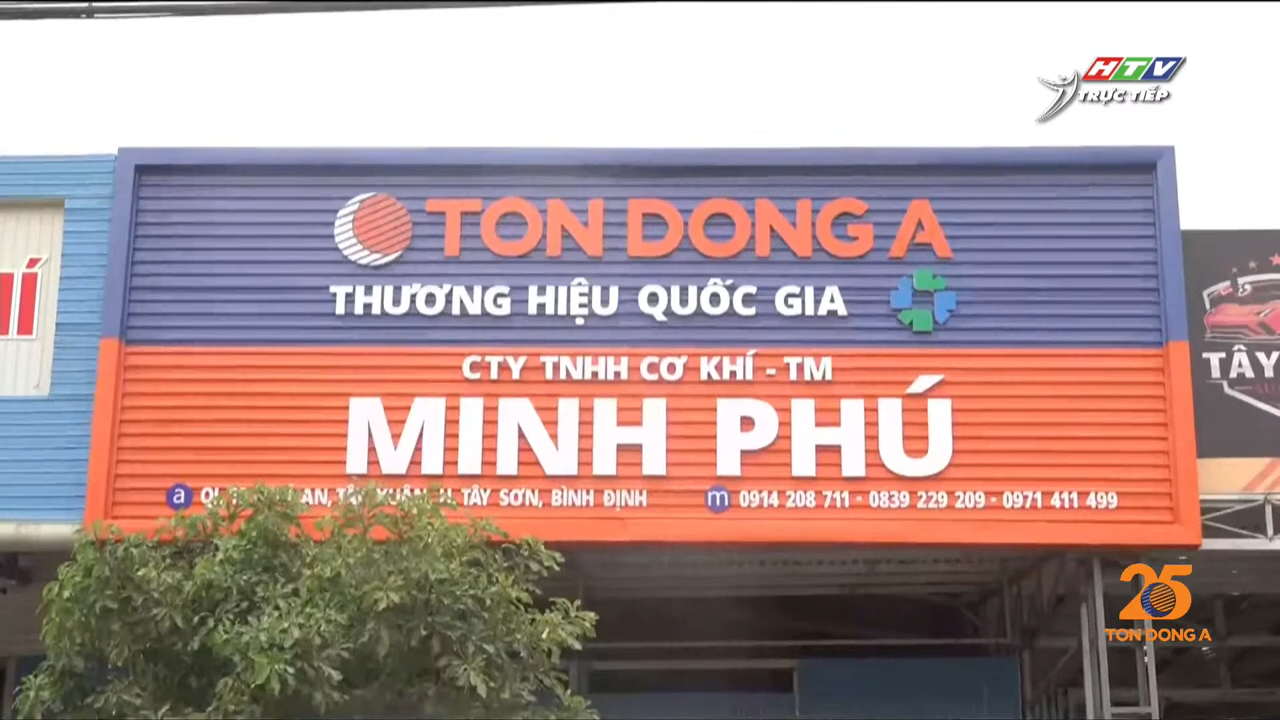 HTV
TRỰC TIẾP
TON DONG A
THƯƠNG HIỆU QUỐC GIA
CTY TNHH CƠ KHÍ - TM
MINH PHÚ
a AN, TÂY SƠN, BÌNH ĐỊNH
m 0914 208 711 - 0839 229 209 - 0971 411 499
TÂY
25
TON DONG A